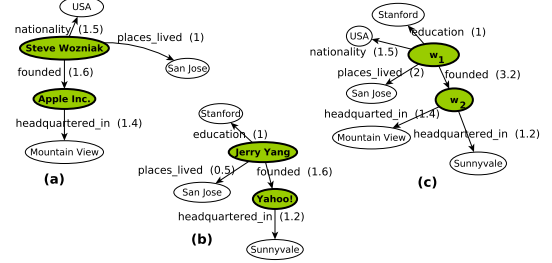 USA
nationality (1.5)
Steve Wozniak
places_lived (1)
San Jose
founded (1.6)
Apple Inc.
headquartered_in (1.4)
Mountain View
(a)
Stanford
education (1)
Jerry Yang
places_lived (0.5)
founded (1.6)
San Jose
Yahoo!
headquartered_in (1.2)
Sunnyvale
(b)
Stanford
education (1)
USA
nationality (1.5)
w1
places_lived (2)
founded (3.2)
San Jose
w2
headquarted_in (1.4)
headquartered_in (1.2)
Mountain View
Sunnyvale
(c)